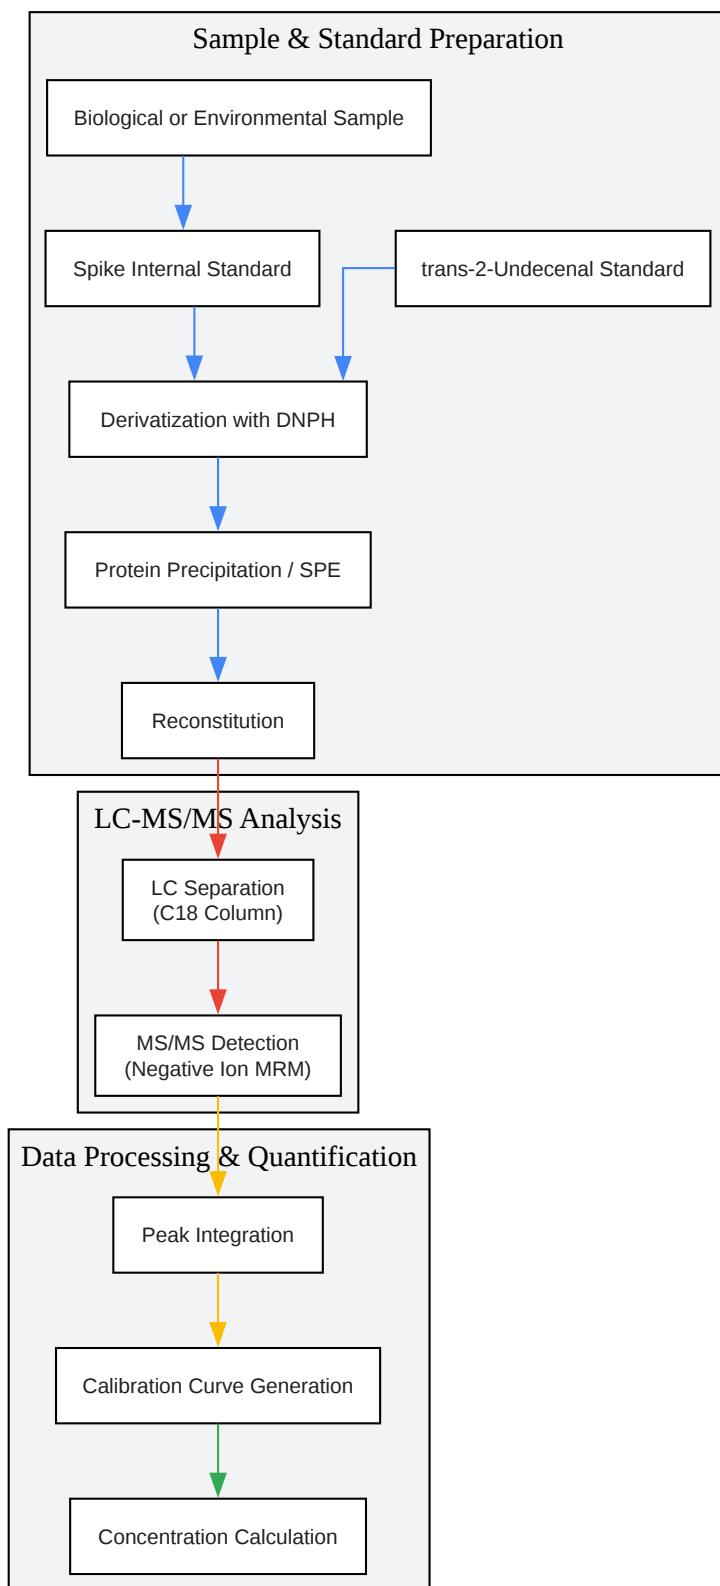 Sample & Standard Preparation
Biological or Environmental Sample
Spike Internal Standard
trans-2-Undecenal Standard
Derivatization with DNPH
Protein Precipitation / SPE
Reconstitution
LC-MS/MS Analysis
LC Separation
(C18 Column)
MS/MS Detection
(Negative Ion MRM)
Data Processing & Quantification
Peak Integration
Calibration Curve Generation
Concentration Calculation